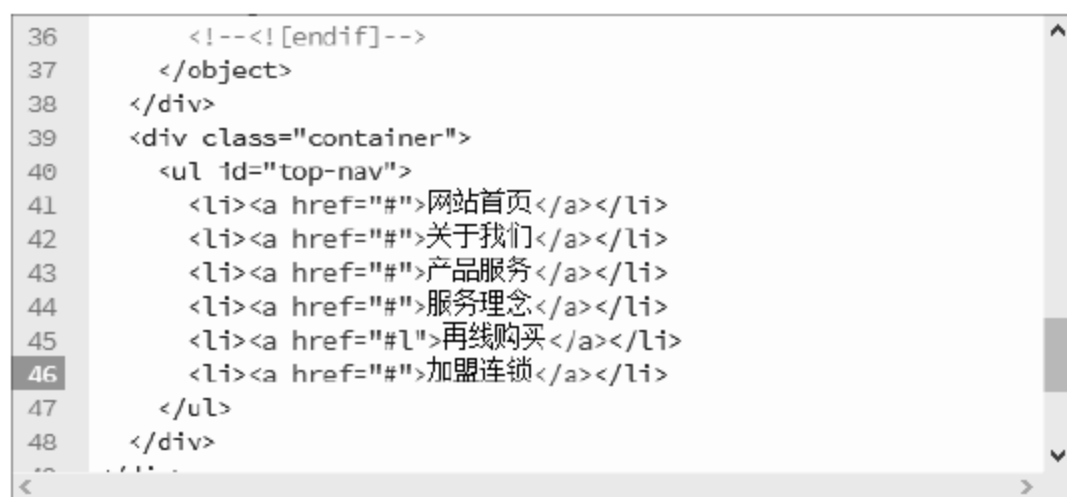 36 <!--<![endif]-->
37 </object>
38 </div>
39 <div class="container">
40 <ul id="top-nav">
41 <li><a href="#">网站首页</a></li>
42 <li><a href="#">关于我们</a></li>
43 <li><a href="#">产品服务</a></li>
44 <li><a href="#">服务理念</a></li>
45 <li><a href="#l">再线购买</a></li>
46 <li><a href="#">加盟连锁</a></li>
47 </ul>
48 </div>